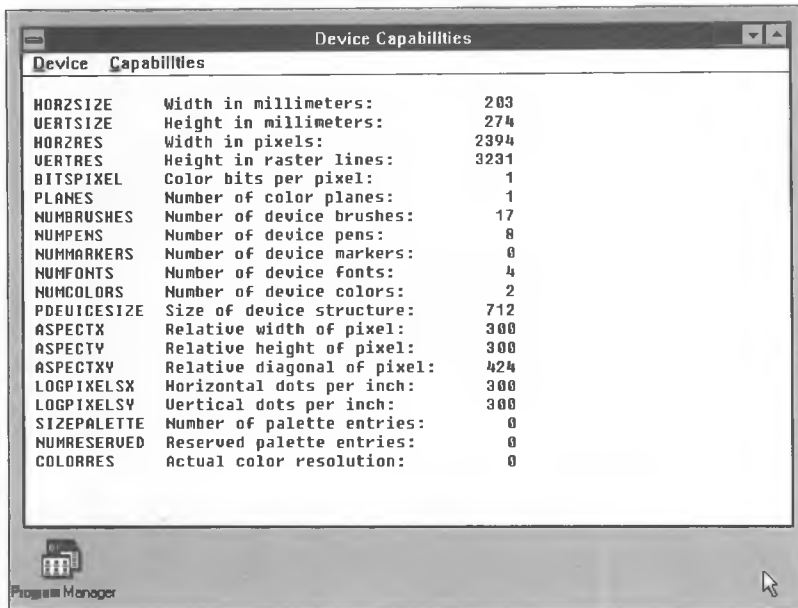 Device Capabilities
Device Capabilities
HORZSIZE Width in millimeters: 203
VERTSIZE Height in millimeters: 274
HORZRES Width in pixels: 2394
VERTRES Height in raster lines: 3231
BITSPIXEL Color bits per pixel: 1
PLANES Number of color planes: 1
NUMBRUSHES Number of device brushes: 17
NUMPENS Number of device pens: 8
NUMMARKERS Number of device markers: 0
NUMFONTS Number of device fonts: 4
NUMCOLORS Number of device colors: 2
PDEVICESIZE Size of device structure: 712
ASPECTX Relative width of pixel: 300
ASPECTY Relative height of pixel: 300
ASPECTXY Relative diagonal of pixel: 424
LOGPIXELSX Horizontal dots per inch: 300
LOGPIXELSY Vertical dots per inch: 300
SIZEPALETTE Number of palette entries: 0
NUMRESERVED Reserved palette entries: 0
COLORRES Actual color resolution: 0
Program Manager